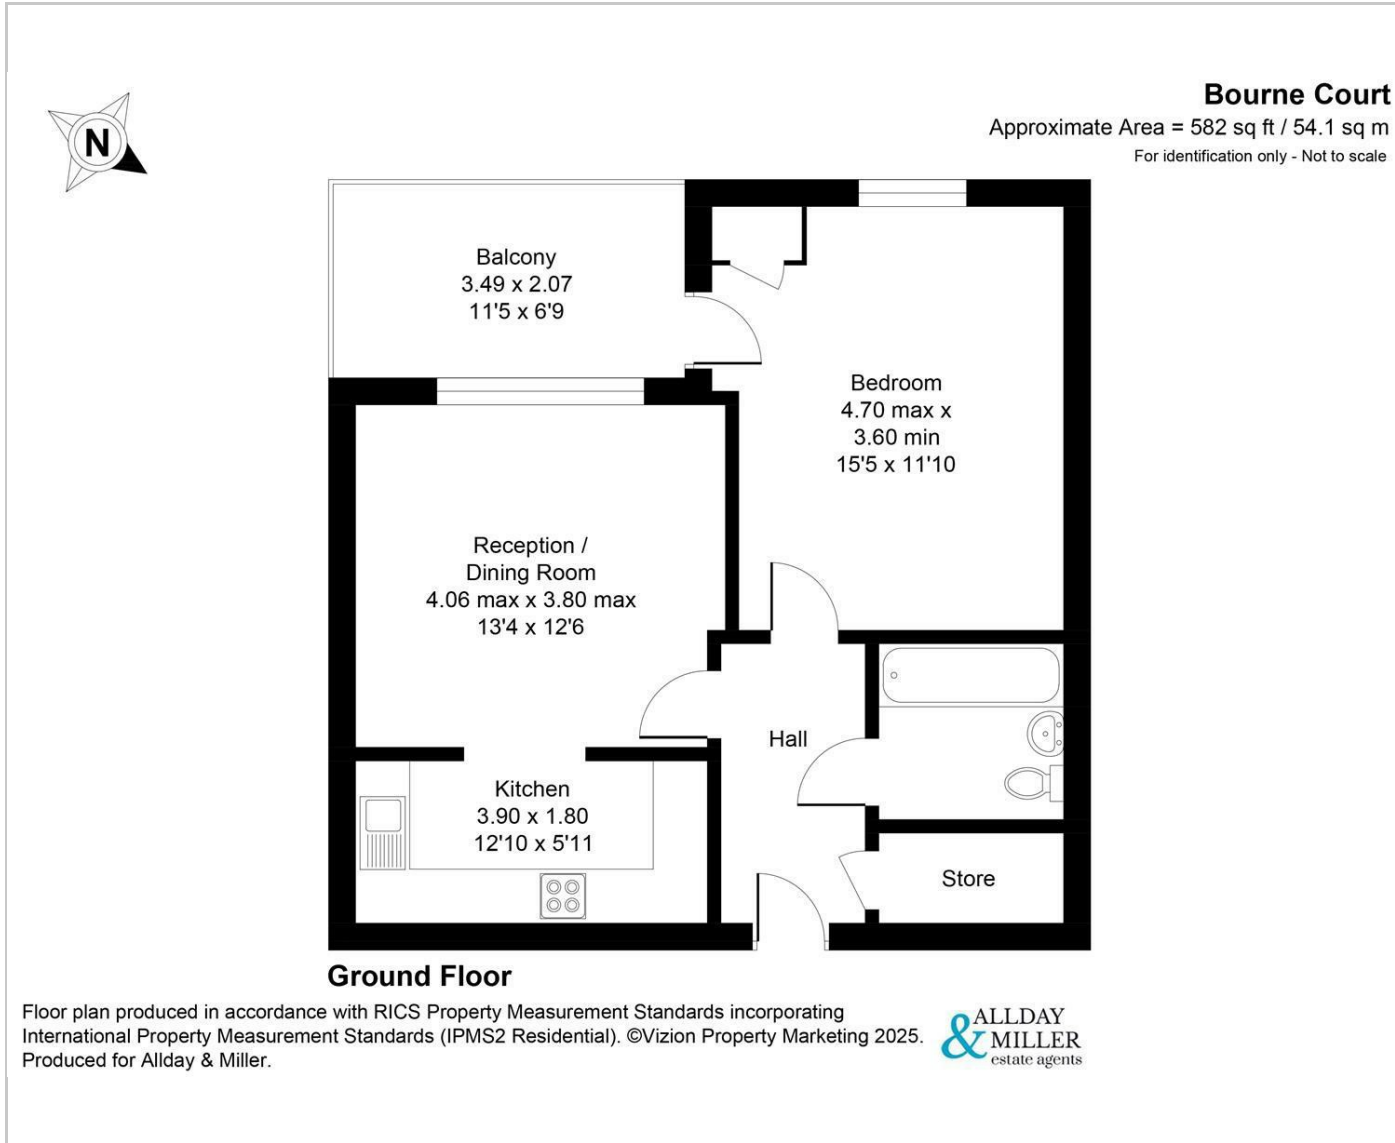 N
Bourne Court
Approximate Area = 582 sq ft / 54.1 sq m
For identification only - Not to scale
Balcony
3.49 x 2.07
11'5 x 6'9
Bedroom
4.70 max x
3.60 min
15'5 x 11'10
Reception /
Dining Room
4.06 max x 3.80 max
13'4 x 12'6
Hall
Kitchen
3.90 x 1.80
12'10 x 5'11
Store
Ground Floor
Floor plan produced in accordance with RICS Property Measurement Standards incorporating
International Property Measurement Standards (IPMS2 Residential). ©Vizion Property Marketing 2025.
Produced for Allday & Miller.
ALLDAY
& MILLER
estate agents